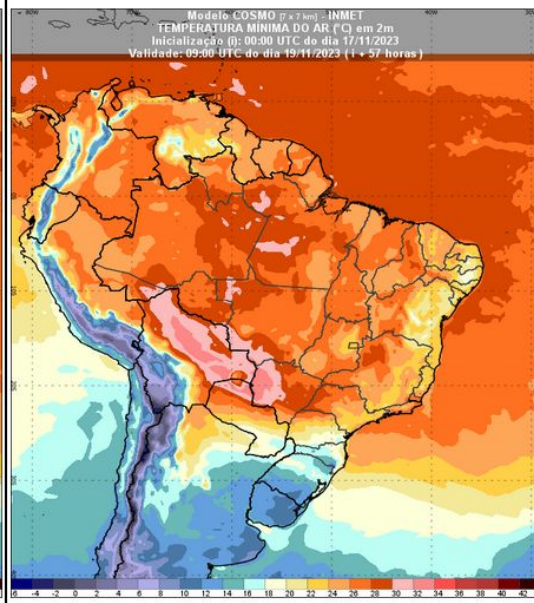 Modelo COSMO [7 x 7 km] - INMET
TEMPERATURA MÍNIMA DO AR (°C) em 2m
Inicialização (i): 00:00 UTC do dia 17/11/2023
Validade: 09:00 UTC do dia 19/11/2023 ( i + 57 horas )
-4 -2 0 2 4 6 8 10 12 14 16 18 20 22 24 26 28 30 32 34 36 38 40 42